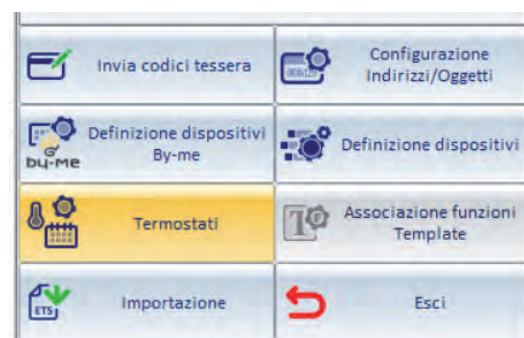 Invia codici tessera
Configurazione
Indirizzi/Oggetti
Definizione dispositivi
By-me
by-me
Definizione dispositivi
Termostati
Associazione funzioni
Template
Importazione
ETS
Esci